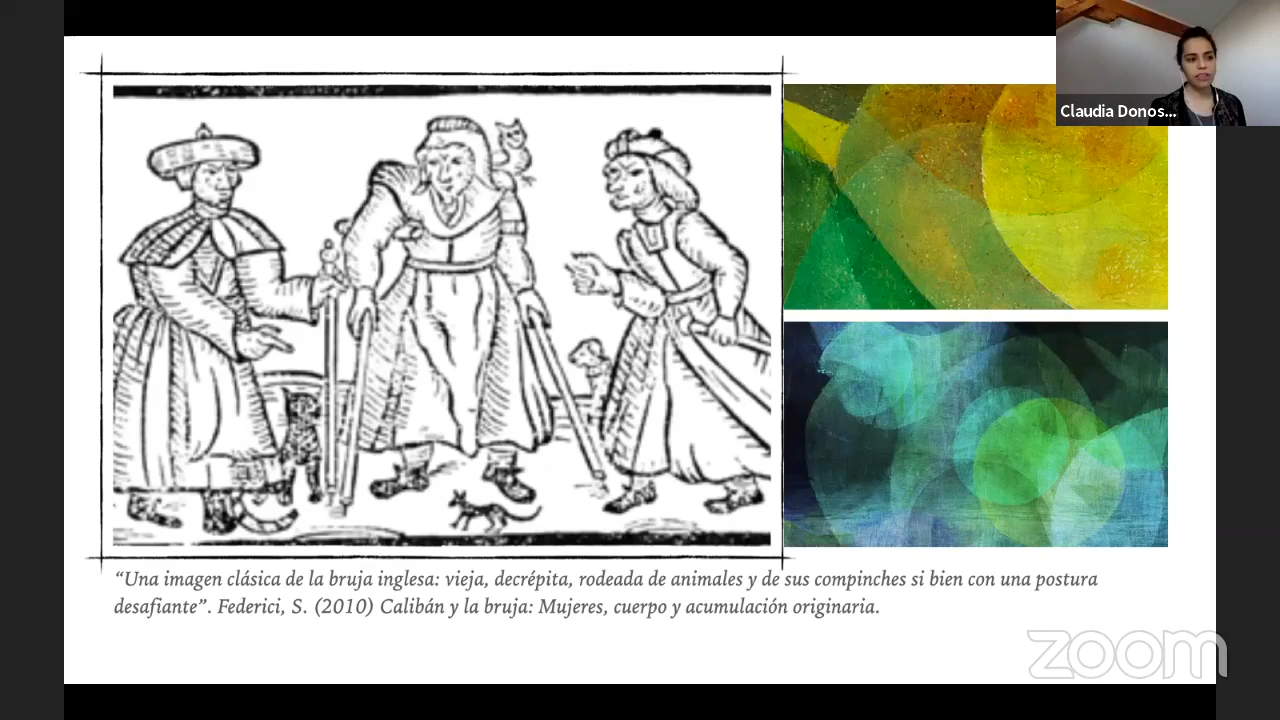 Claudia Donos...
“Una imagen clásica de la bruja inglesa: vieja, decrépita, rodeada de animales y de sus compinches si bien con una postura
desafiante”. Federici, S. (2010) Calibán y la bruja: Mujeres, cuerpo y acumulación originaria.
zoom